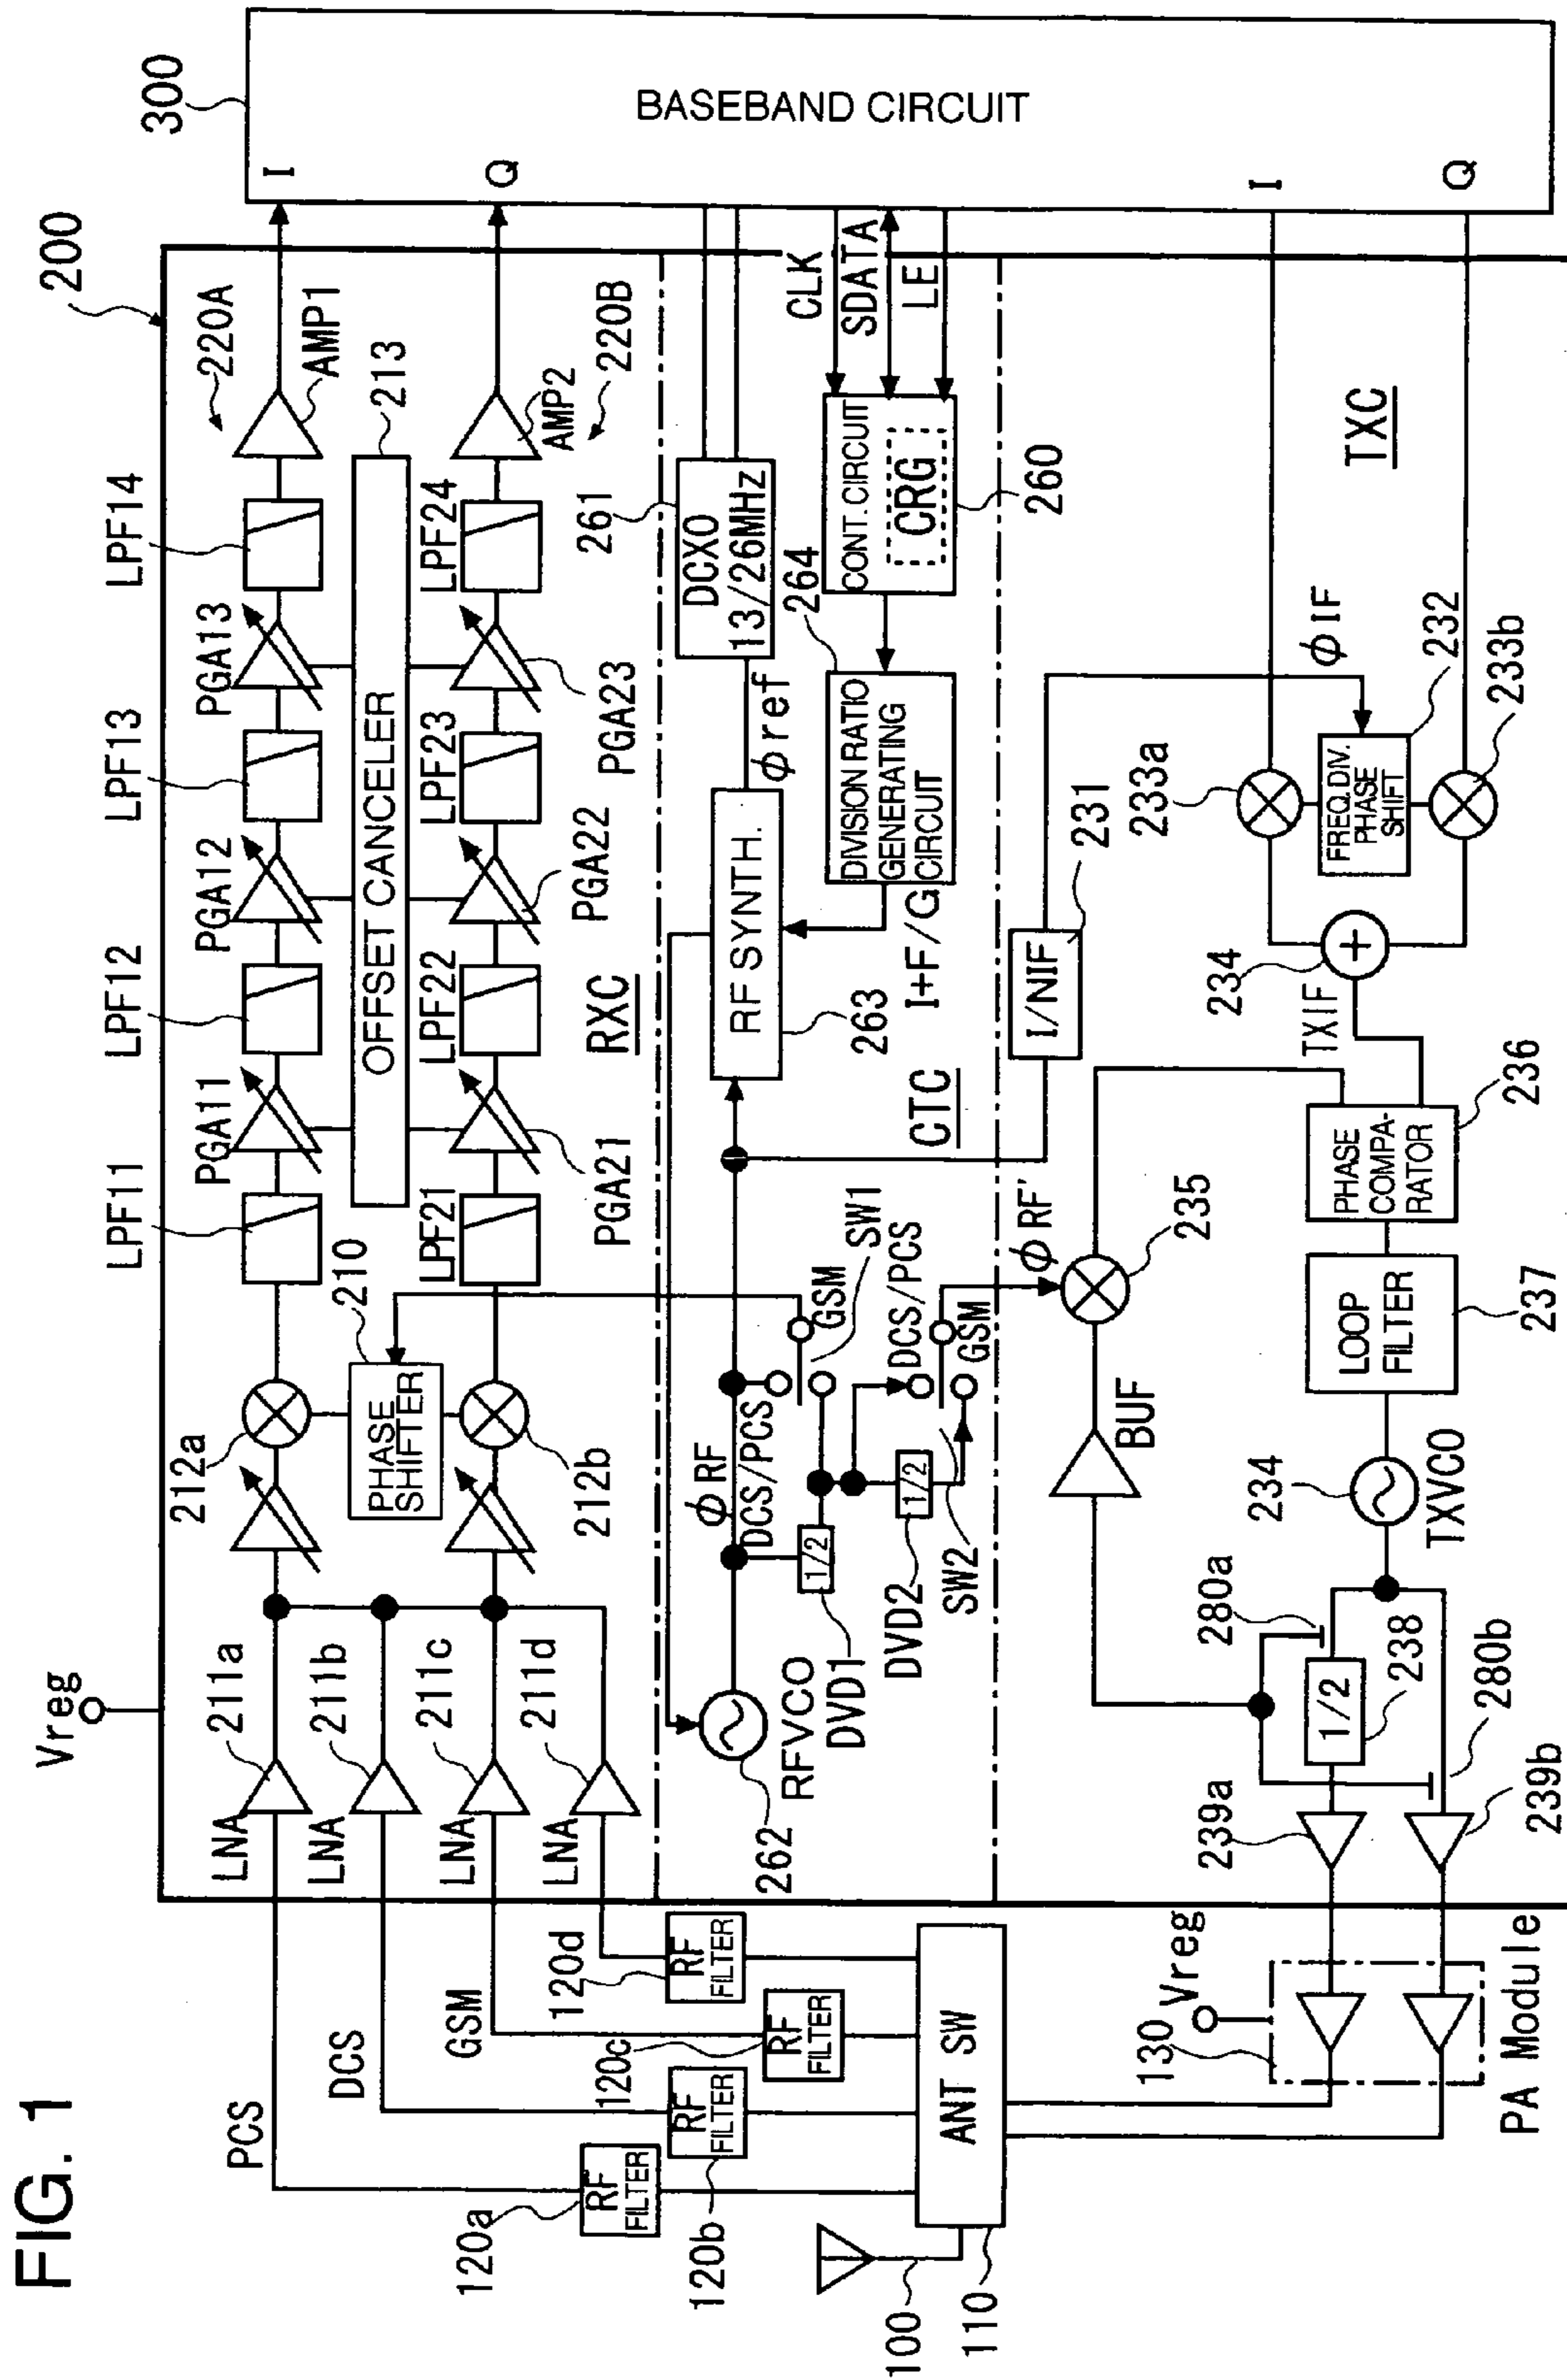 FIG. 1
Vreg
200
300
BASEBAND CIRCUIT
I
Q
I
Q
PCS
DCS
GSM
LNA
211a
LNA
211b
LNA
211c
LNA
211d
212a
212b
PHASE
SHIFTER
210
LPF11
PGA11
LPF12
PGA12
LPF13
PGA13
LPF14
220A
AMP1
OFFSET CANCELER
213
LPF21
PGA21
LPF22
PGA22
LPF23
PGA23
LPF24
AMP2
220B
RXC
120a
RF
FILTER
120b
RF
FILTER
120c
RF
FILTER
120d
RF
FILTER
ANT SW
100
110
262
RFVCO
ϕRF
DCS/PCS
1/2
DVD1
1/2
DVD2
GSM
SW1
DCS/PCS
GSM
SW2
ϕRF'
RF SYNTH.
263
ϕref
261
DCXO
13/26MHz
264
DIVISION RATIO
GENERATING
CIRCUIT
I+F/G
CONT. CIRCUIT
CRG
260
CLK
SDATA
LE
CTC
I/NIF
231
ϕIF
TXC
233a
FREQ.DIV.
PHASE
SHIFT
232
233b
234
TXIF
PHASE
COMPA-
RATOR
236
235
BUF
LOOP
FILTER
237
234
TXVCO
280a
280b
1/2
238
239a
239b
130
Vreg
PA Module